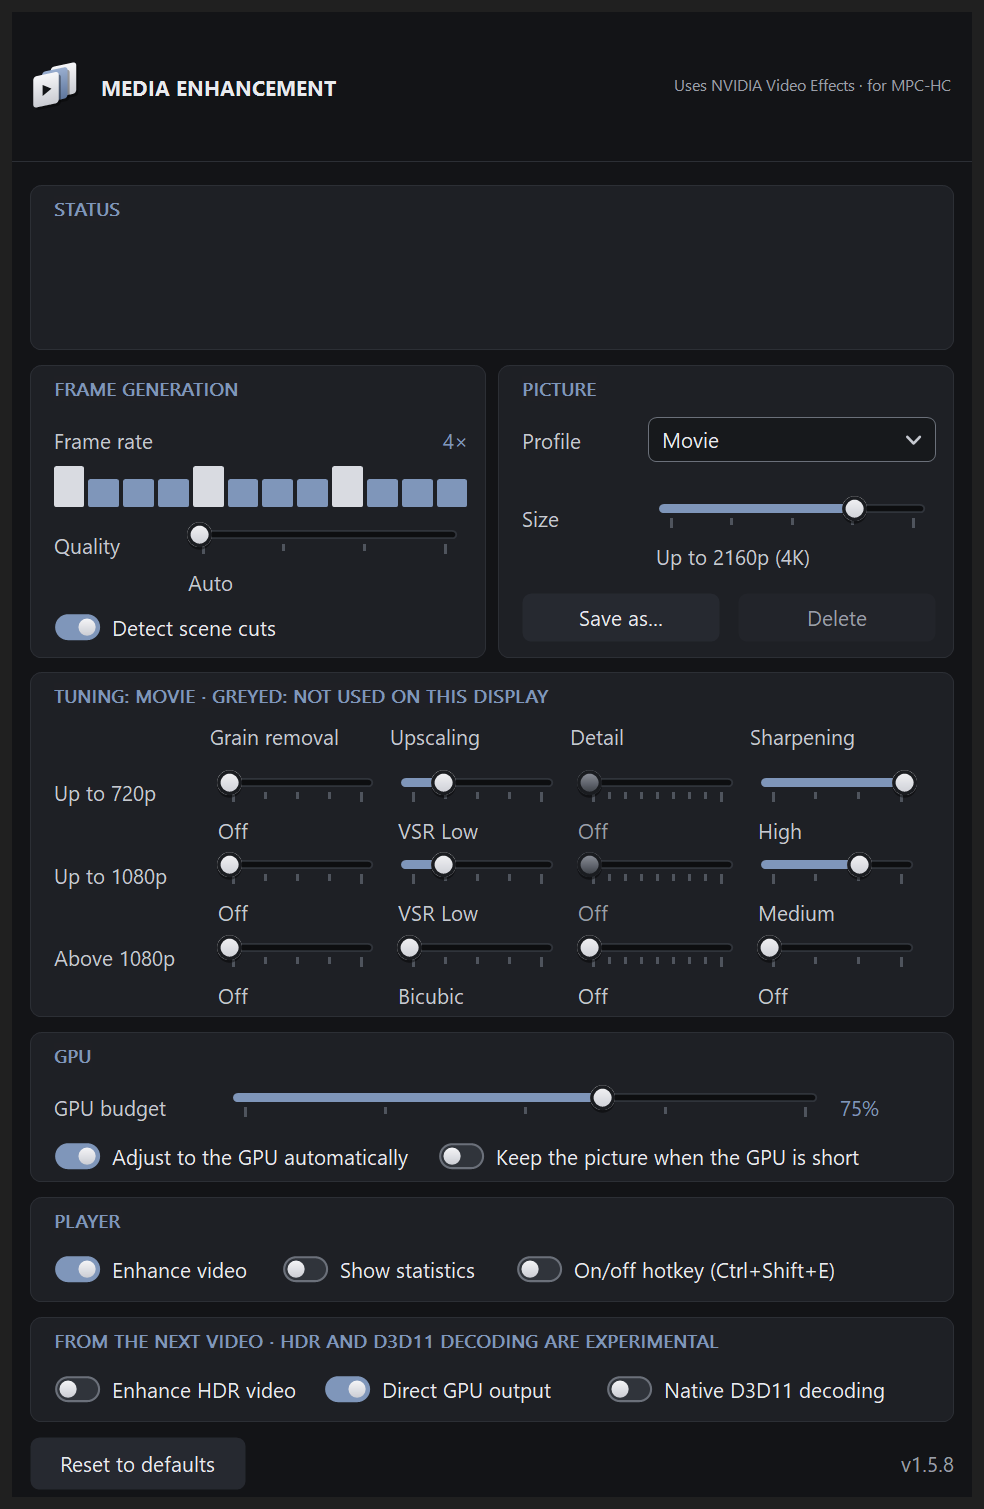 MEDIA ENHANCEMENT
Uses NVIDIA Video Effects · for MPC-HC
STATUS
FRAME GENERATION
Frame rate
4×
Quality
Auto
Detect scene cuts
PICTURE
Profile
Movie
Size
Up to 2160p (4K)
Save as...
Delete
TUNING: MOVIE · GREYED: NOT USED ON THIS DISPLAY
Grain removal
Upscaling
Detail
Sharpening
Up to 720p
Off
VSR Low
Off
High
Up to 1080p
Off
VSR Low
Off
Medium
Above 1080p
Off
Bicubic
Off
Off
GPU
GPU budget
75%
Adjust to the GPU automatically
Keep the picture when the GPU is short
PLAYER
Enhance video
Show statistics
On/off hotkey (Ctrl+Shift+E)
FROM THE NEXT VIDEO · HDR AND D3D11 DECODING ARE EXPERIMENTAL
Enhance HDR video
Direct GPU output
Native D3D11 decoding
Reset to defaults
v1.5.8